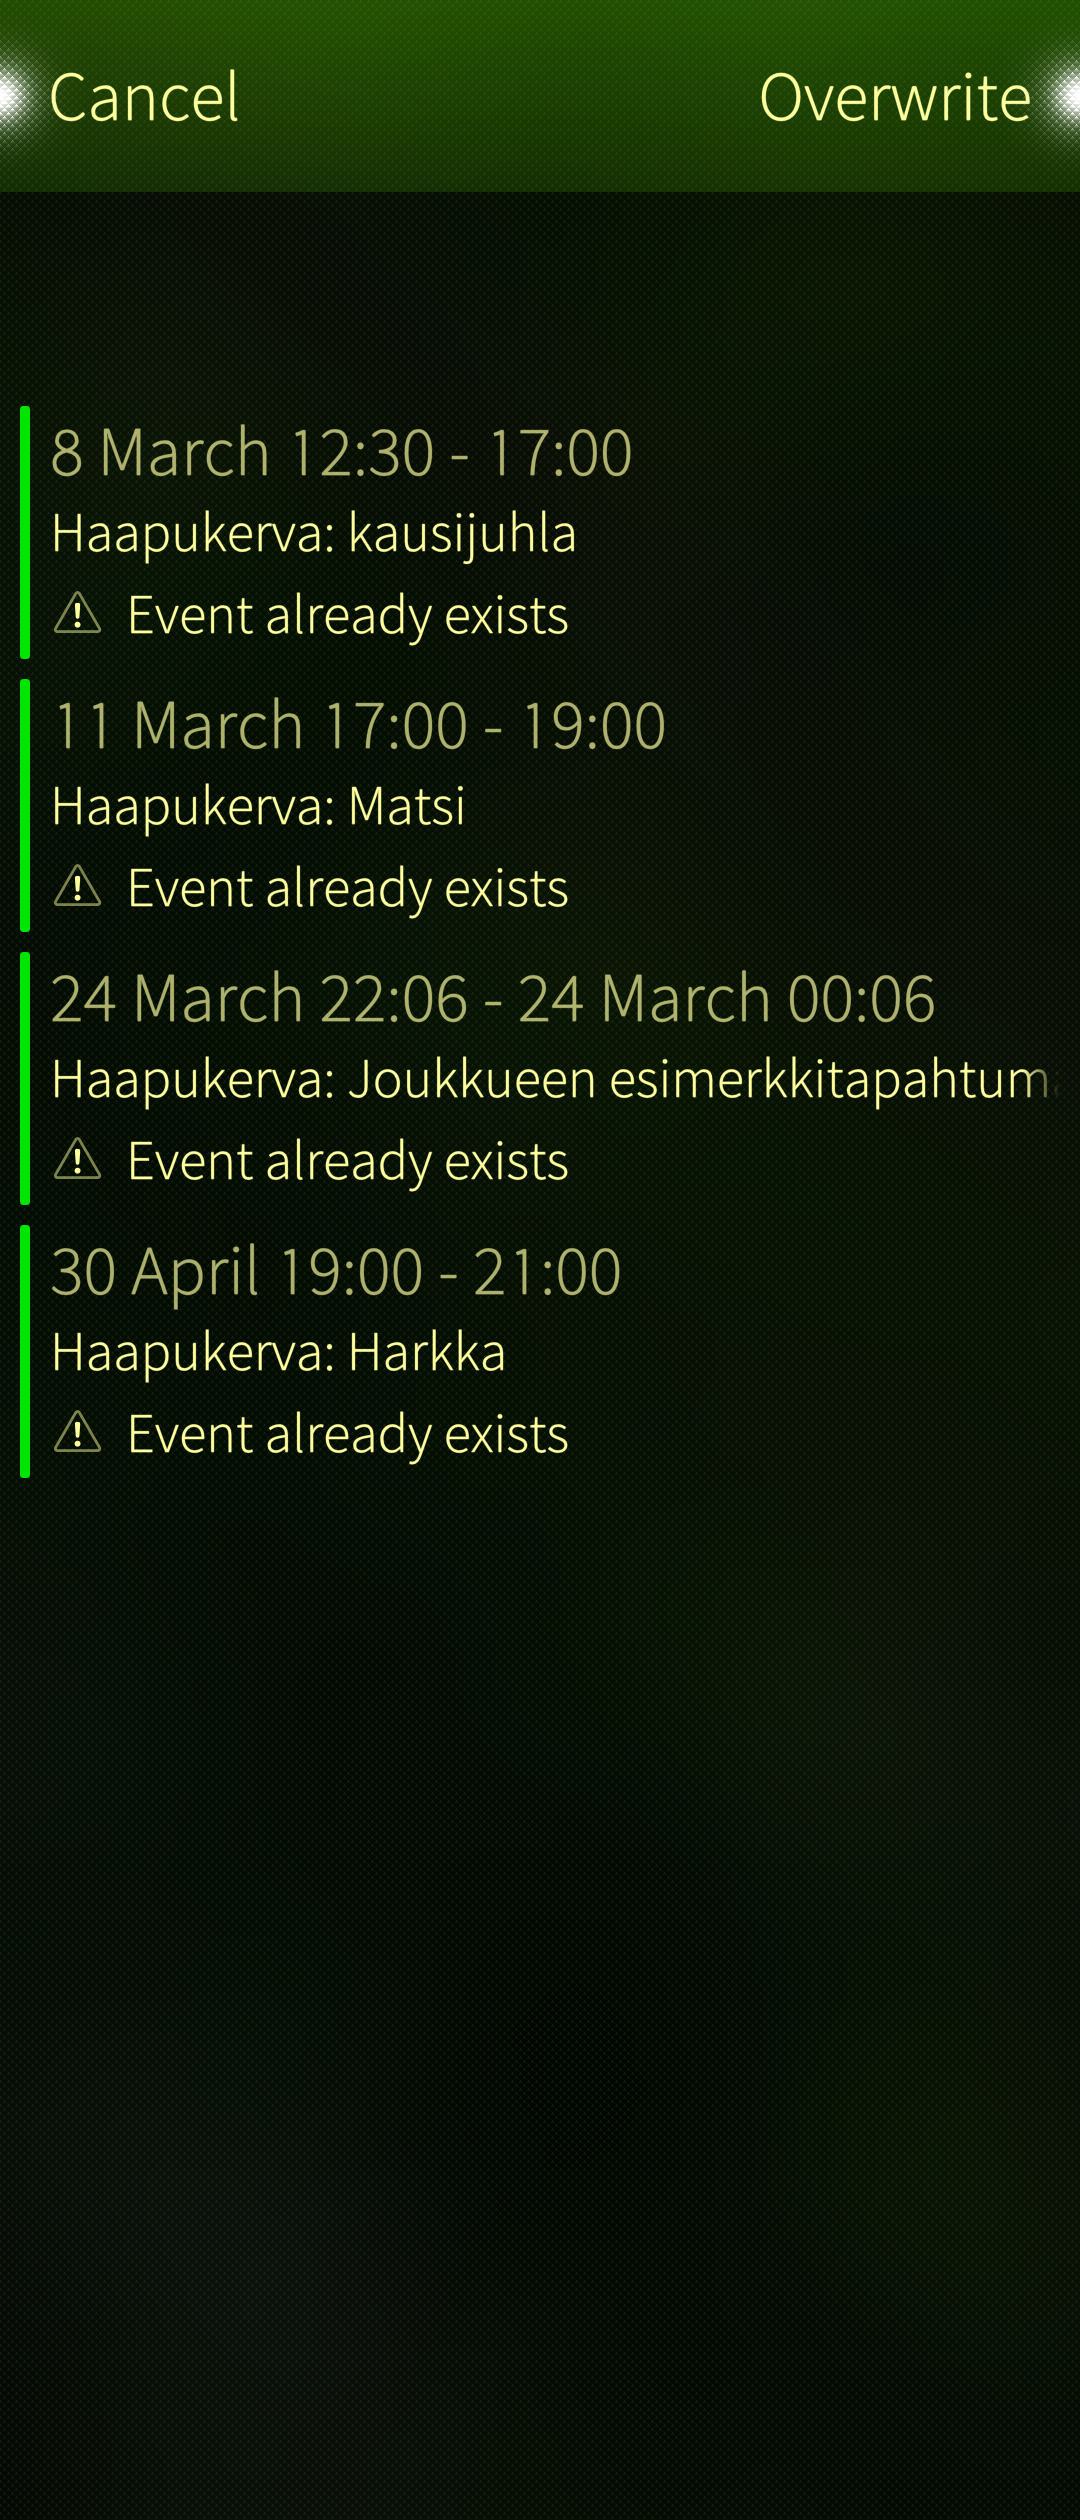 Cancel
Overwrite
8 March 12:30 - 17:00
Haapukerva: kausijuhla
Event already exists
11 March 17:00 - 19:00
Haapukerva: Matsi
Event already exists
24 March 22:06 - 24 March 00:06
Haapukerva: Joukkueen esimerkkitapahtuma
Event already exists
30 April 19:00 - 21:00
Haapukerva: Harkka
Event already exists